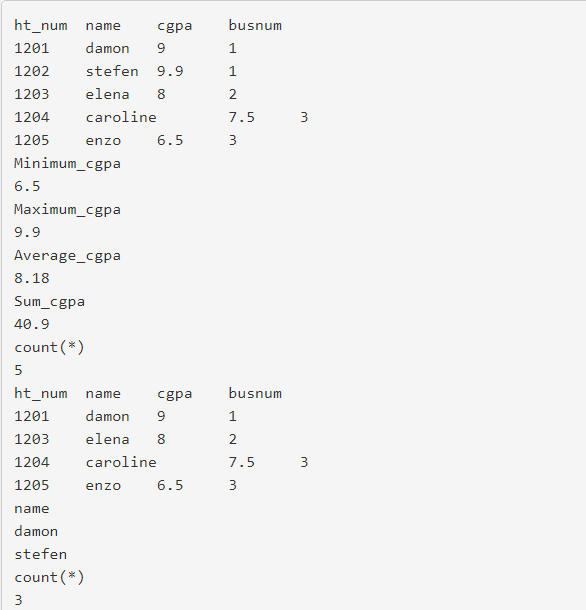 ht_num  name    cgpa    busnum
1201    damon   9       1
1202    stefen  9.9     1
1203    elena   8       2
1204    caroline        7.5     3
1205    enzo    6.5     3
Minimum_cgpa
6.5
Maximum_cgpa
9.9
Average_cgpa
8.18
Sum_cgpa
40.9
count(*)
5
ht_num  name    cgpa    busnum
1201    damon   9       1
1203    elena   8       2
1204    caroline        7.5     3
1205    enzo    6.5     3
name
damon
stefen
count(*)
3